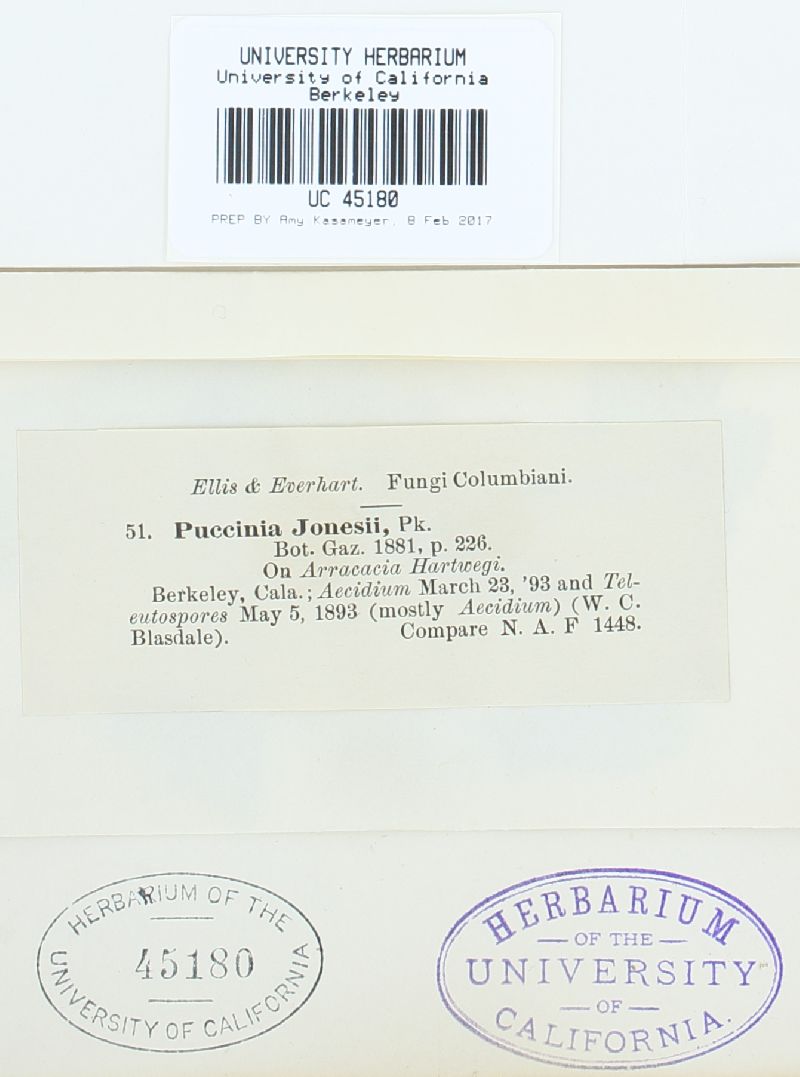 UNIVERSITY HERBARIUM
University of California
Berkeley
UC 45180
PREP BY Amy Kasameyer, 8 Feb 2017
Ellis & Everhart. Fungi Columbiani.
51. Puccinia Jonesii, Pk.
Bot. Gaz. 1881, p. 226.
On Arracacia Hartwegi.
Berkeley, Cala.; Aecidium March 23, '93 and Tel-
eutospores May 5, 1893 (mostly Aecidium) (W. C.
Blasdale). Compare N. A. F 1448.
HERBARIUM OF THE
45180
UNIVERSITY OF CALIFORNIA
HERBARIUM
OF THE
UNIVERSITY
OF
CALIFORNIA.